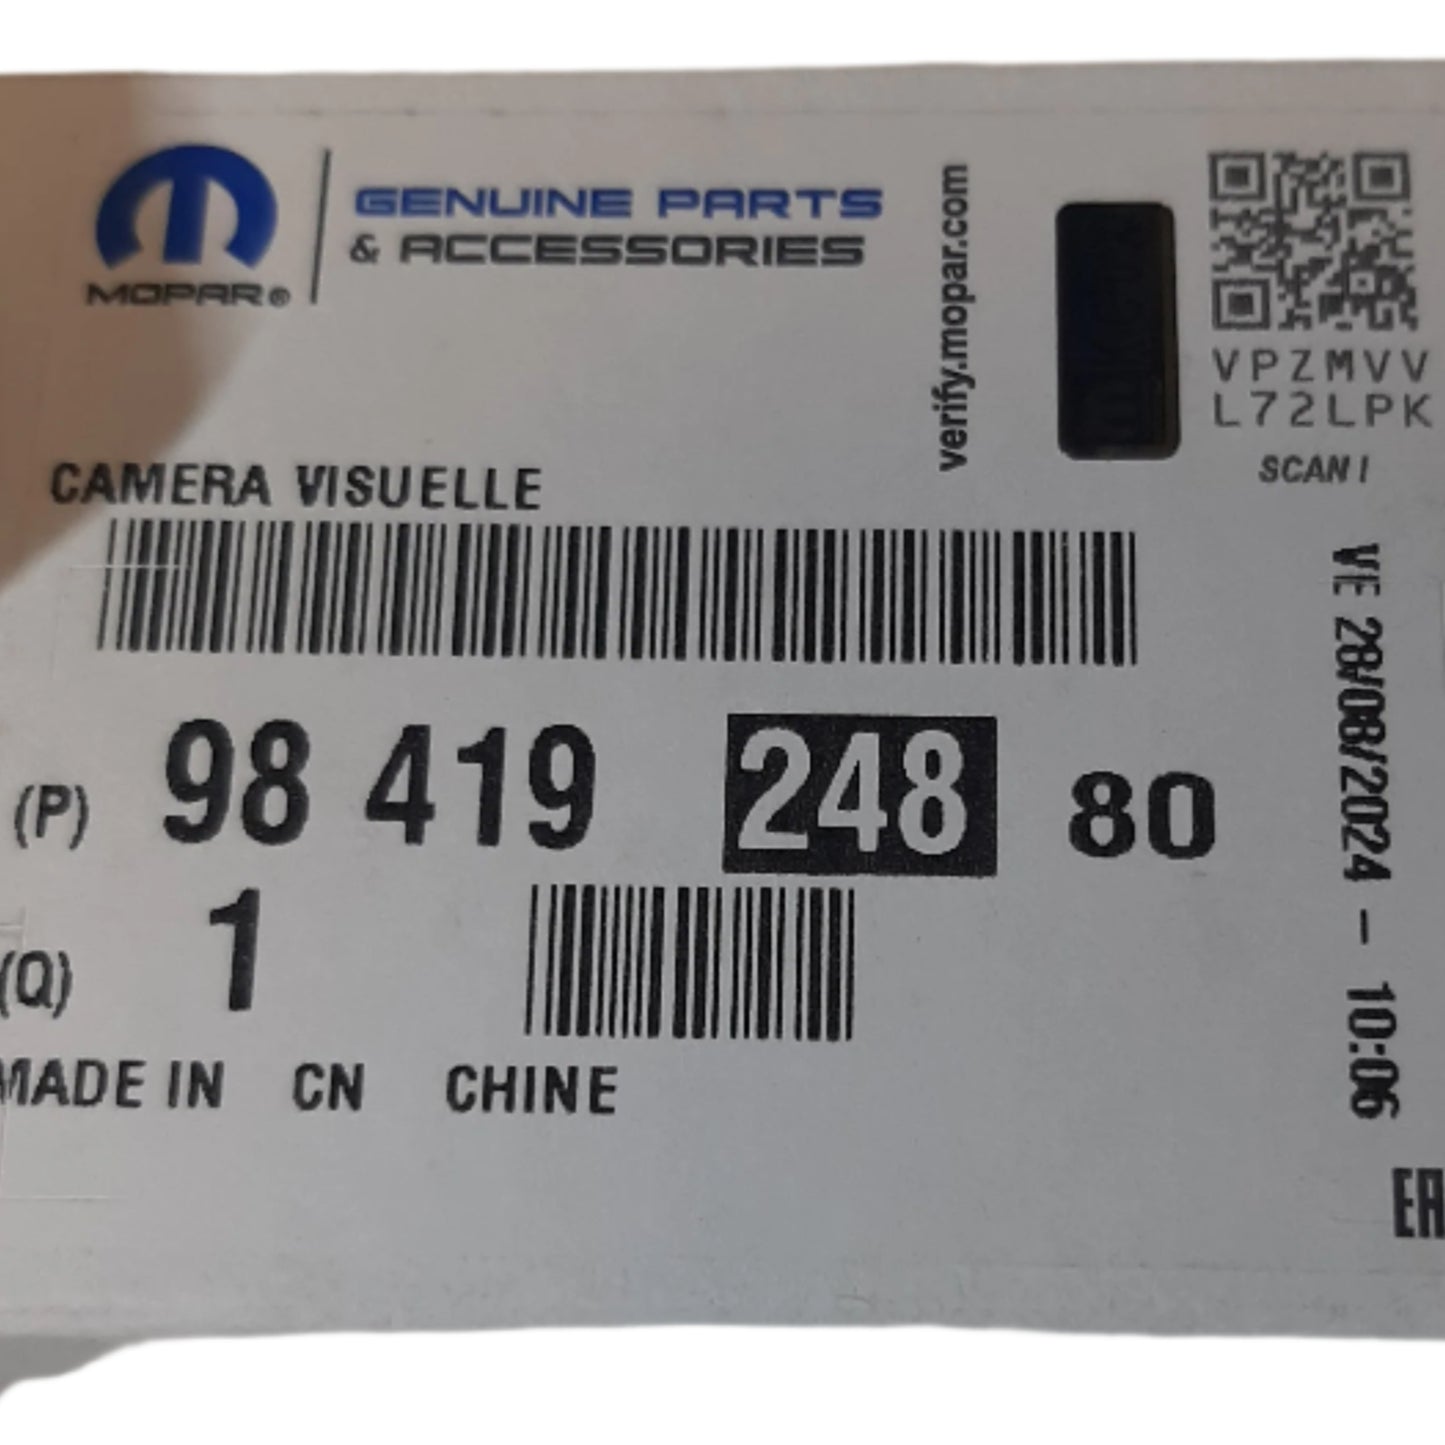 MOPAR®
GENUINE PARTS
& ACCESSORIES
verify.mopar.com
VPZMVV
L72LPK
SCAN
CAMERA VISUELLE
(P) 98 419 248 80
(Q) 1
MADE IN CN CHINE
VE 28/08/2024 - 10:06